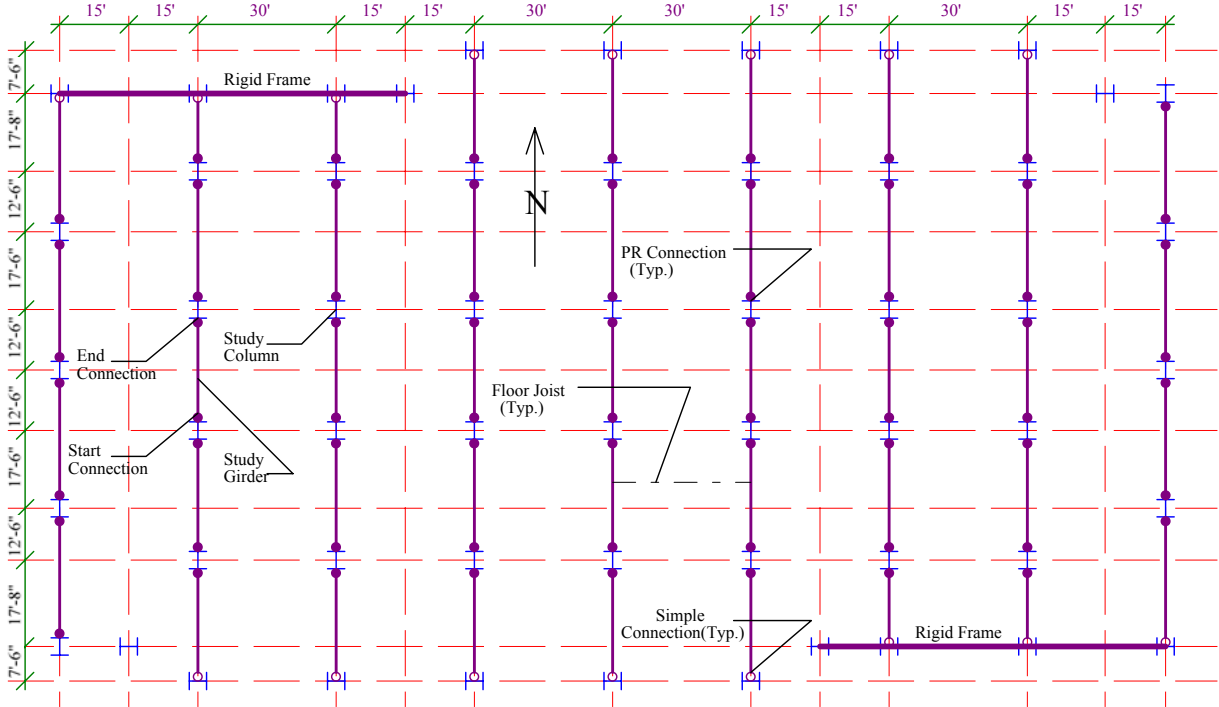 15' 15' 30' 15' 15' 30' 30' 15' 15' 30' 15' 15'
7'-6"
17'-8"
12'-6"
17'-6"
12'-6"
12'-6"
17'-6"
12'-6"
17'-8"
7'-6"
Rigid Frame
N
PR Connection
(Typ.)
Study
Column
End
Connection
Floor Joist
(Typ.)
Start
Connection
Study
Girder
Simple
Connection(Typ.)
Rigid Frame